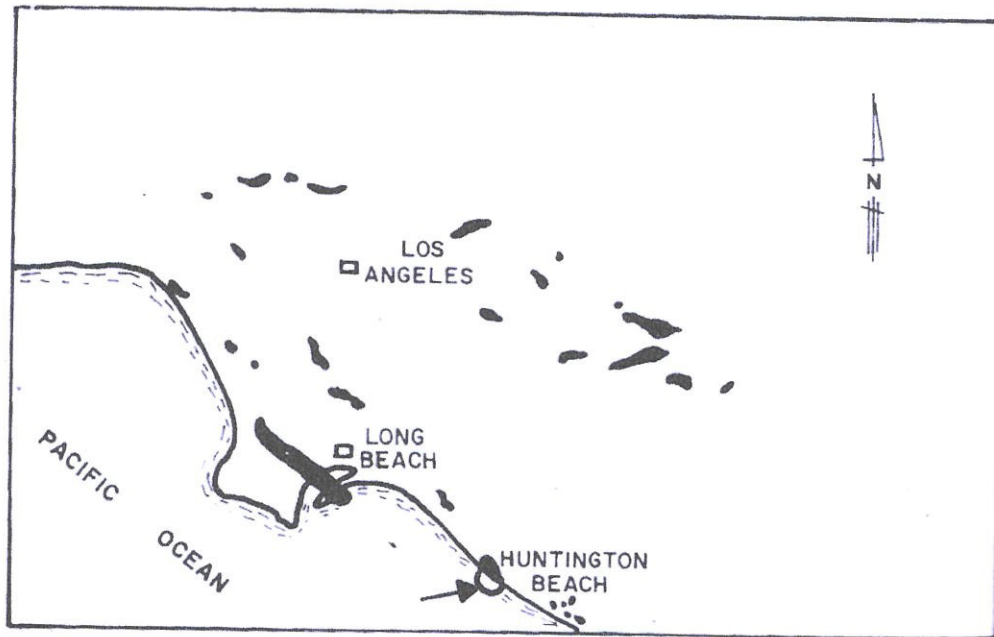 N
LOS
ANGELES
LONG
BEACH
PACIFIC
OCEAN
HUNTINGTON
BEACH